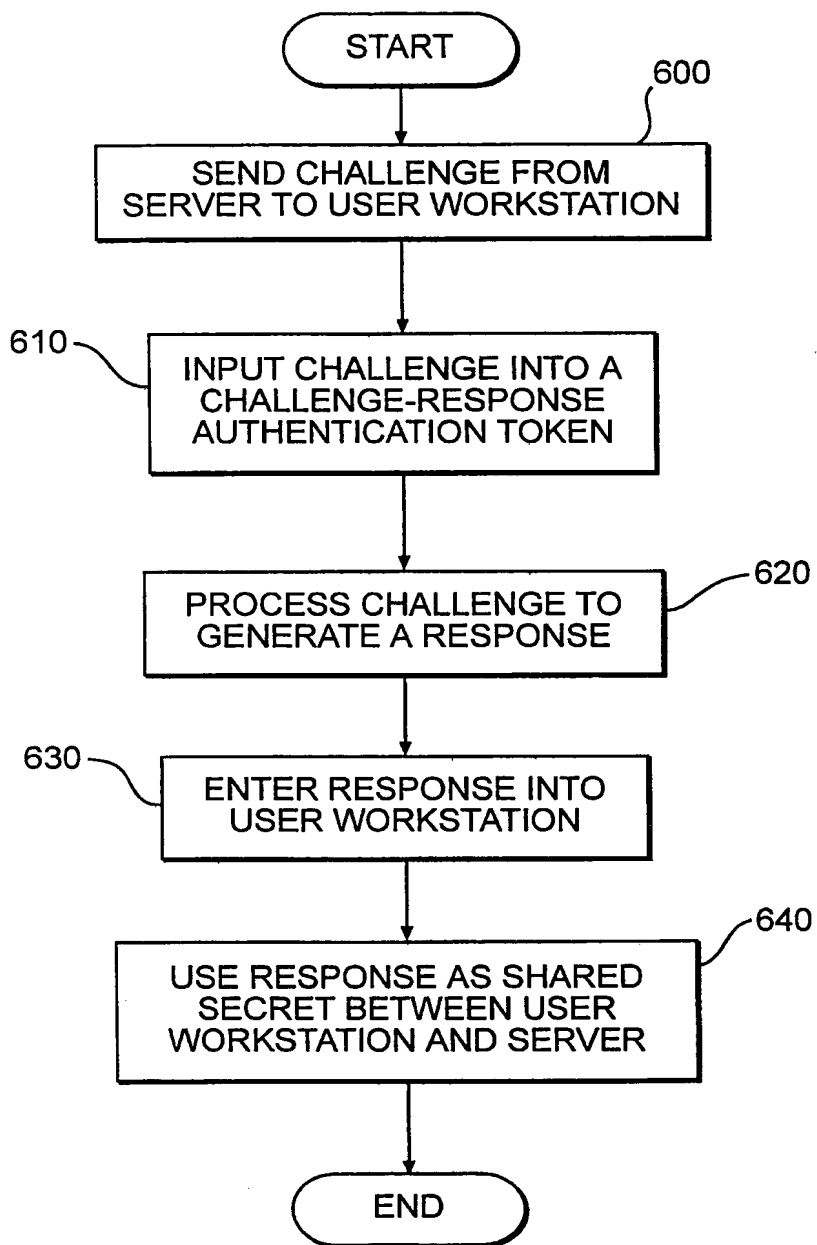 START
600
SEND CHALLENGE FROM
SERVER TO USER WORKSTATION
610
INPUT CHALLENGE INTO A
CHALLENGE-RESPONSE
AUTHENTICATION TOKEN
620
PROCESS CHALLENGE TO
GENERATE A RESPONSE
630
ENTER RESPONSE INTO
USER WORKSTATION
640
USE RESPONSE AS SHARED
SECRET BETWEEN USER
WORKSTATION AND SERVER
END